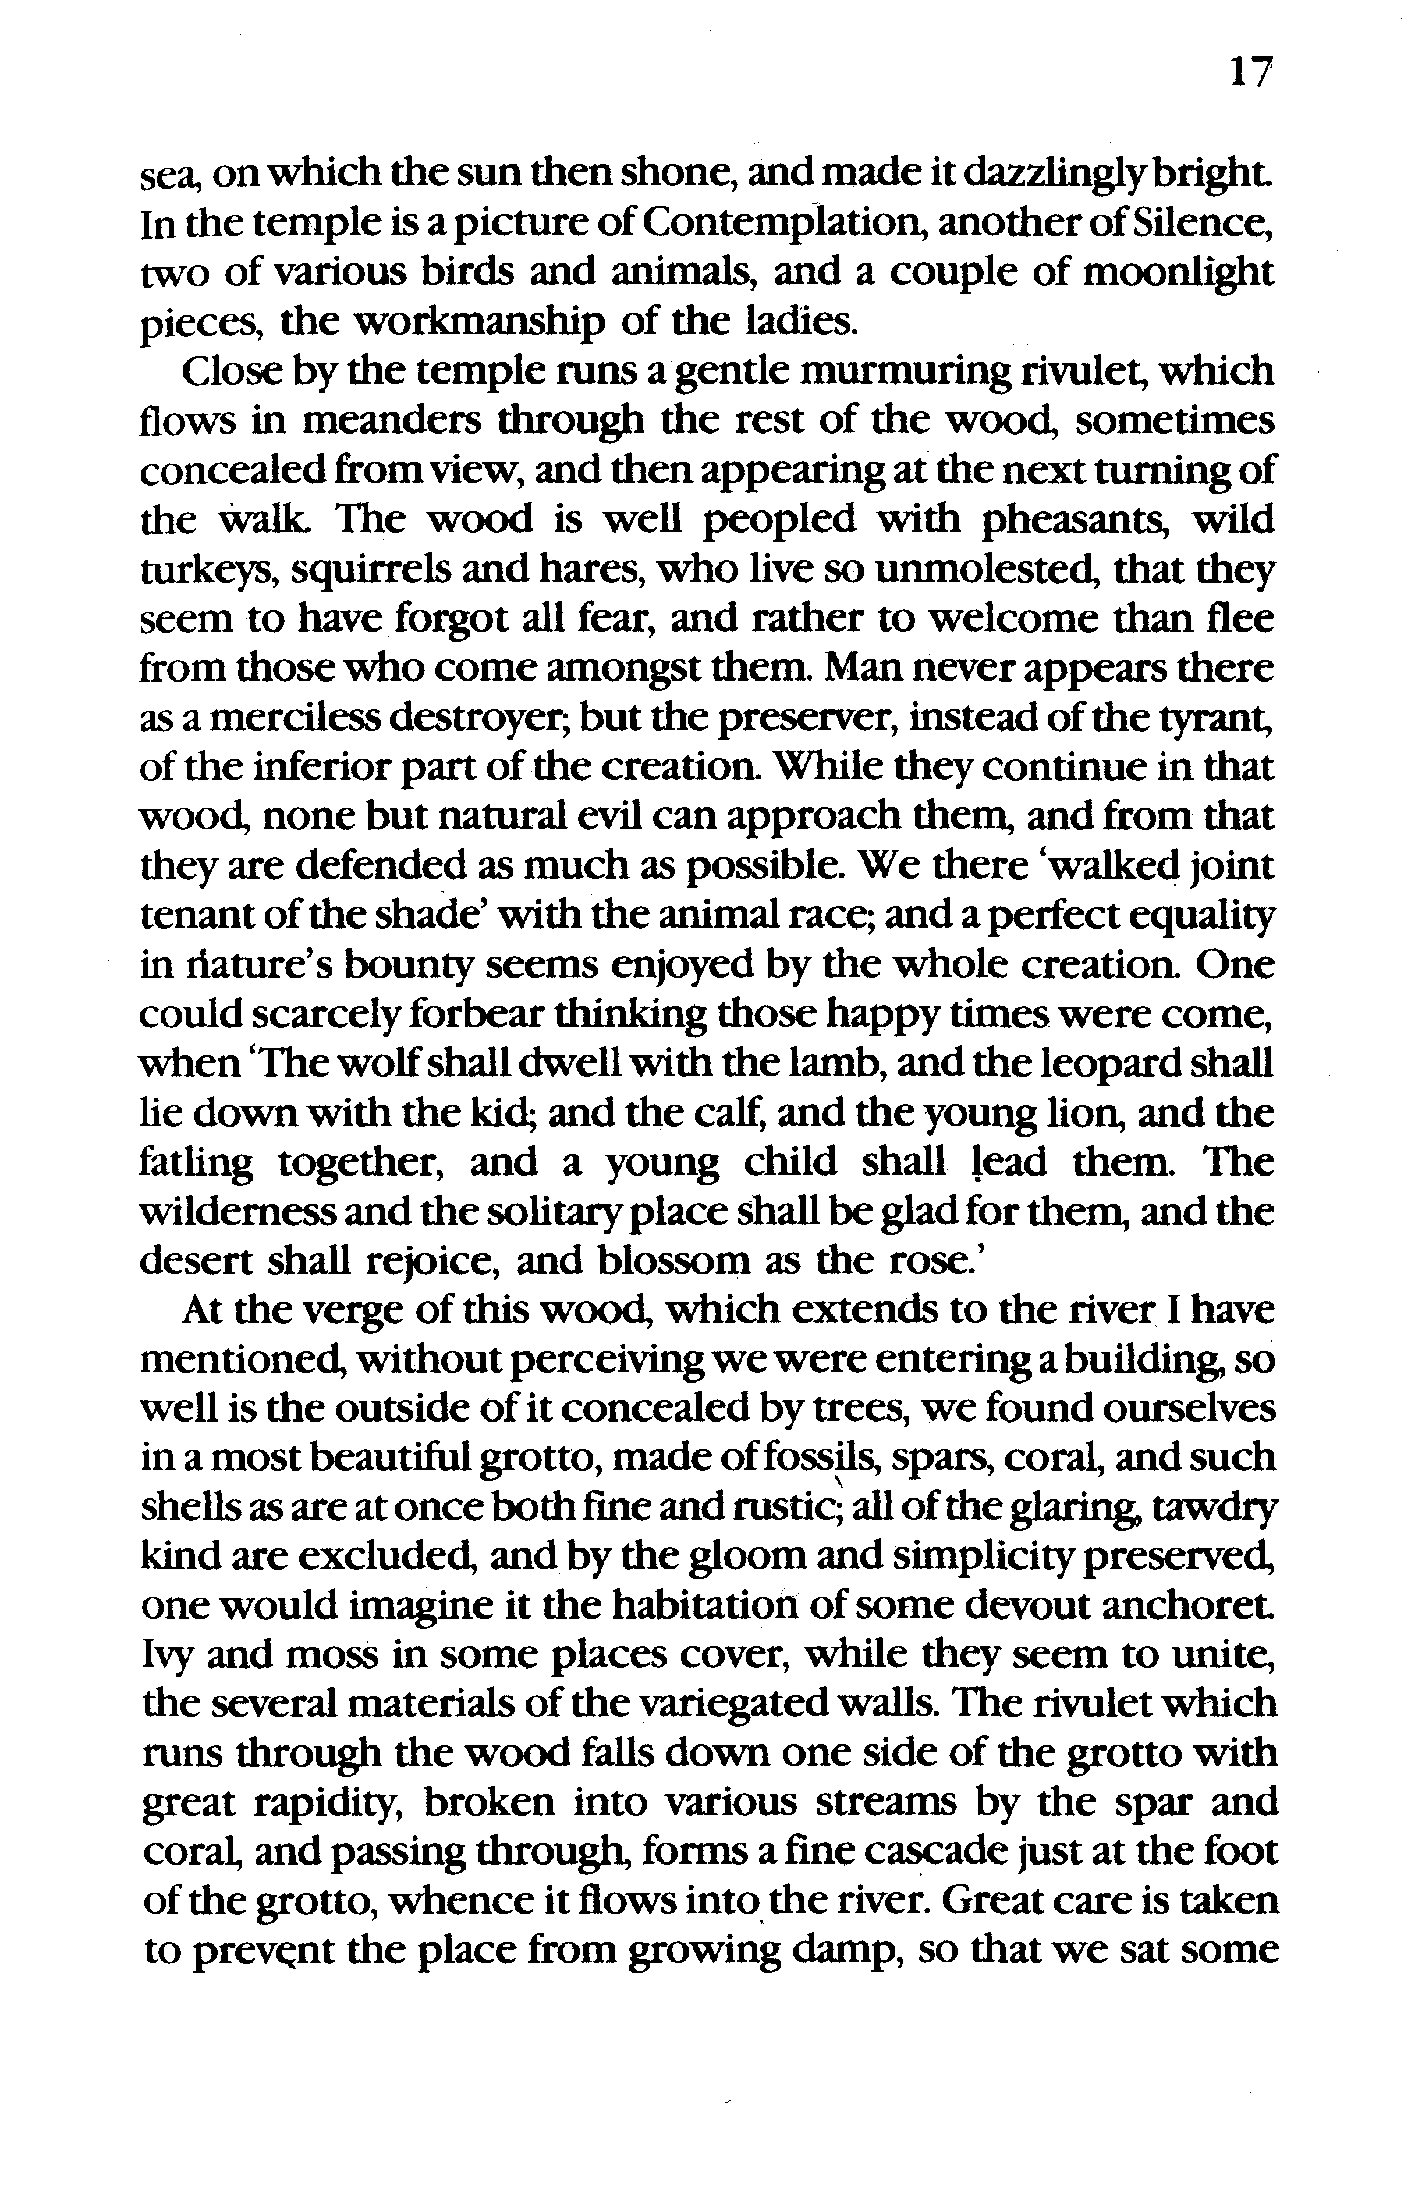 17
sea, on which the sun then shone, and made it dazzlingly bright.
In the temple is a picture of Contemplation, another of Silence,
two of various birds and animals, and a couple of moonlight
pieces, the workmanship of the ladies.
Close by the temple runs a gentle murmuring rivulet, which
flows in meanders through the rest of the wood, sometimes
concealed from view, and then appearing at the next turning of
the walk. The wood is well peopled with pheasants, wild
turkeys, squirrels and hares, who live so unmolested, that they
seem to have forgot all fear, and rather to welcome than flee
from those who come amongst them. Man never appears there
as a merciless destroyer; but the preserver, instead of the tyrant,
of the inferior part of the creation. While they continue in that
wood, none but natural evil can approach them, and from that
they are defended as much as possible. We there ‘walked joint
tenant of the shade’ with the animal race; and a perfect equality
in nature’s bounty seems enjoyed by the whole creation. One
could scarcely forbear thinking those happy times were come,
when ‘The wolf shall dwell with the lamb, and the leopard shall
lie down with the kid; and the calf, and the young lion, and the
fatling together, and a young child shall lead them. The
wilderness and the solitary place shall be glad for them, and the
desert shall rejoice, and blossom as the rose.’
At the verge of this wood, which extends to the river I have
mentioned, without perceiving we were entering a building, so
well is the outside of it concealed by trees, we found ourselves
in a most beautiful grotto, made of fossils, spars, coral, and such
shells as are at once both fine and rustic; all of the glaring, tawdry
kind are excluded, and by the gloom and simplicity preserved,
one would imagine it the habitation of some devout anchoret.
Ivy and moss in some places cover, while they seem to unite,
the several materials of the variegated walls. The rivulet which
runs through the wood falls down one side of the grotto with
great rapidity, broken into various streams by the spar and
coral, and passing through, forms a fine cascade just at the foot
of the grotto, whence it flows into the river. Great care is taken
to prevent the place from growing damp, so that we sat some